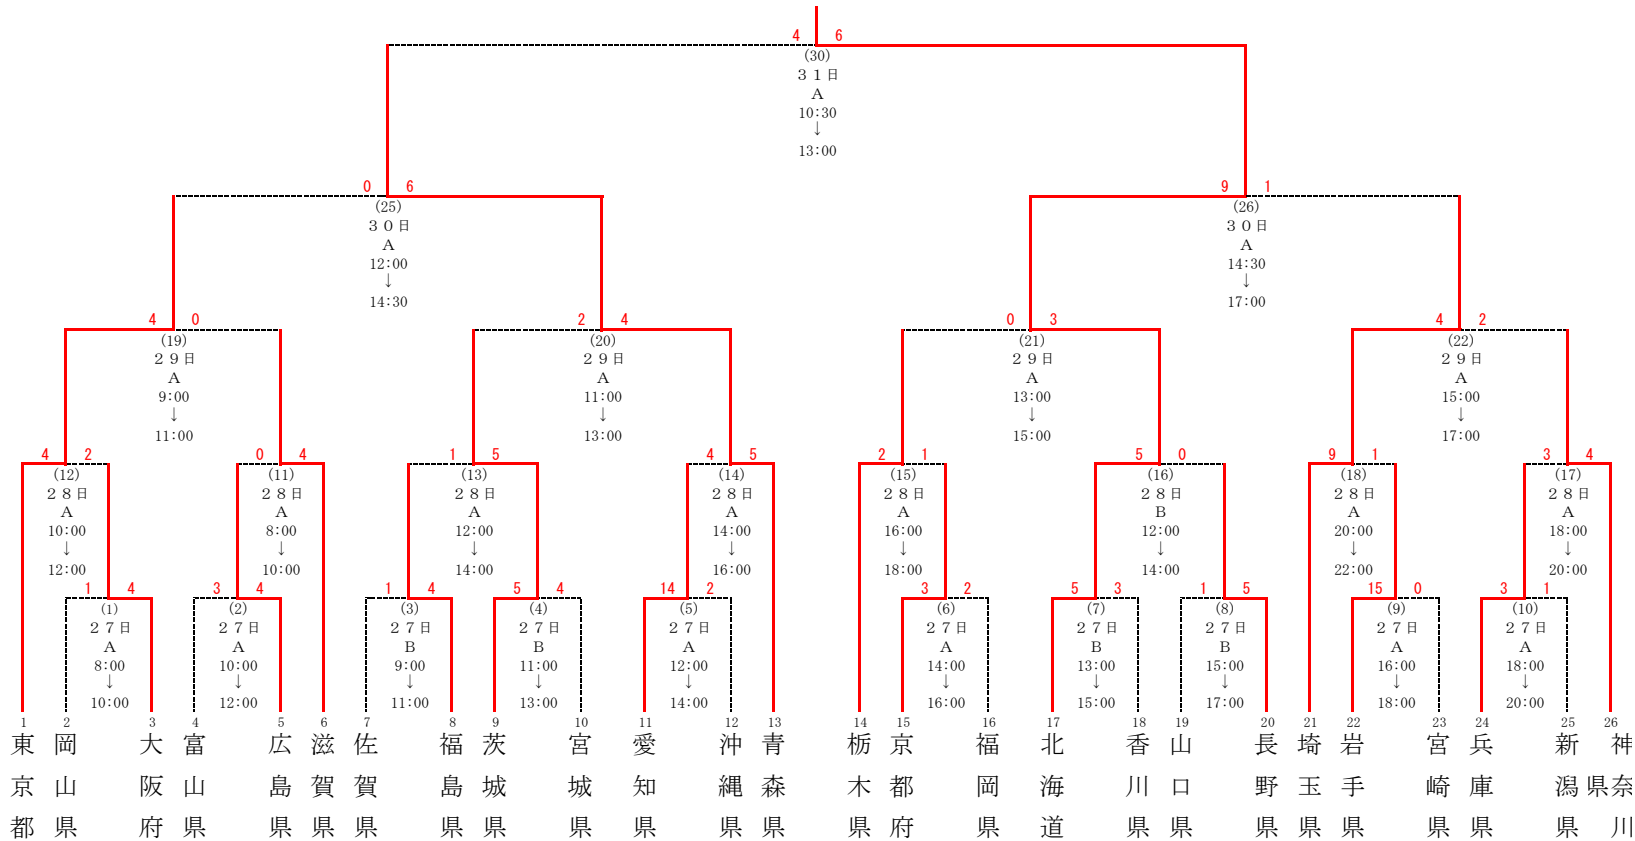 4 6
(30)
３１日
A
10:30
↓
13:00
0 6
9 1
(25)
３０日
A
12:00
↓
14:30
(26)
３０日
A
14:30
↓
17:00
4 0
2 4
0 3
4 2
(19)
２９日
A
9:00
↓
11:00
(20)
２９日
A
11:00
↓
13:00
(21)
２９日
A
13:00
↓
15:00
(22)
２９日
A
15:00
↓
17:00
4 2
0 4
1 5
4 5
2 1
5 0
9 1
3 4
(12)
２８日
A
10:00
↓
12:00
(11)
２８日
A
8:00
↓
10:00
(13)
２８日
A
12:00
↓
14:00
(14)
２８日
A
14:00
↓
16:00
(15)
２８日
A
16:00
↓
18:00
(16)
２８日
B
12:00
↓
14:00
(18)
２８日
A
20:00
↓
22:00
(17)
２８日
A
18:00
↓
20:00
1 4
3 4
1 4
5 4
14 2
3 2
5 3
1 5
15 0
3 1
(1)
２７日
A
8:00
↓
10:00
(2)
２７日
A
10:00
↓
12:00
(3)
２７日
B
9:00
↓
11:00
(4)
２７日
B
11:00
↓
13:00
(5)
２７日
A
12:00
↓
14:00
(6)
２７日
A
14:00
↓
16:00
(7)
２７日
B
13:00
↓
15:00
(8)
２７日
B
15:00
↓
17:00
(9)
２７日
A
16:00
↓
18:00
(10)
２７日
A
18:00
↓
20:00
1
東京都
2
岡山県
3
大阪府
4
富山県
5
広島県
6
滋賀県
7
佐賀県
8
福島県
9
茨城県
10
宮城県
11
愛知県
12
沖縄県
13
青森県
14
栃木県
15
京都府
16
福岡県
17
北海道
18
香川県
19
山口県
20
長野県
21
埼玉県
22
岩手県
23
宮崎県
24
兵庫県
25
新潟県
26
神奈川県